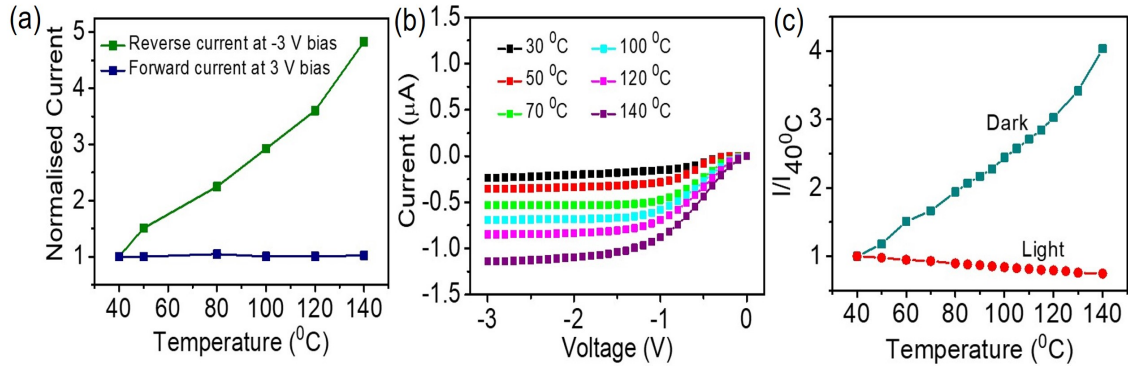 (a)
Normalised Current
5
4
3
2
1
Reverse current at -3 V bias
Forward current at 3 V bias
40 60 80 100 120 140
Temperature (⁰C)
(b)
Current (μA)
1.5
1.0
0.5
0.0
-0.5
-1.0
-1.5
30 ⁰C 100 ⁰C
50 ⁰C 120 ⁰C
70 ⁰C 140 ⁰C
-3 -2 -1 0
Voltage (V)
(c)
I/I40⁰C
4
3
2
1
0
Dark
Light
40 60 80 100 120 140
Temperature (⁰C)